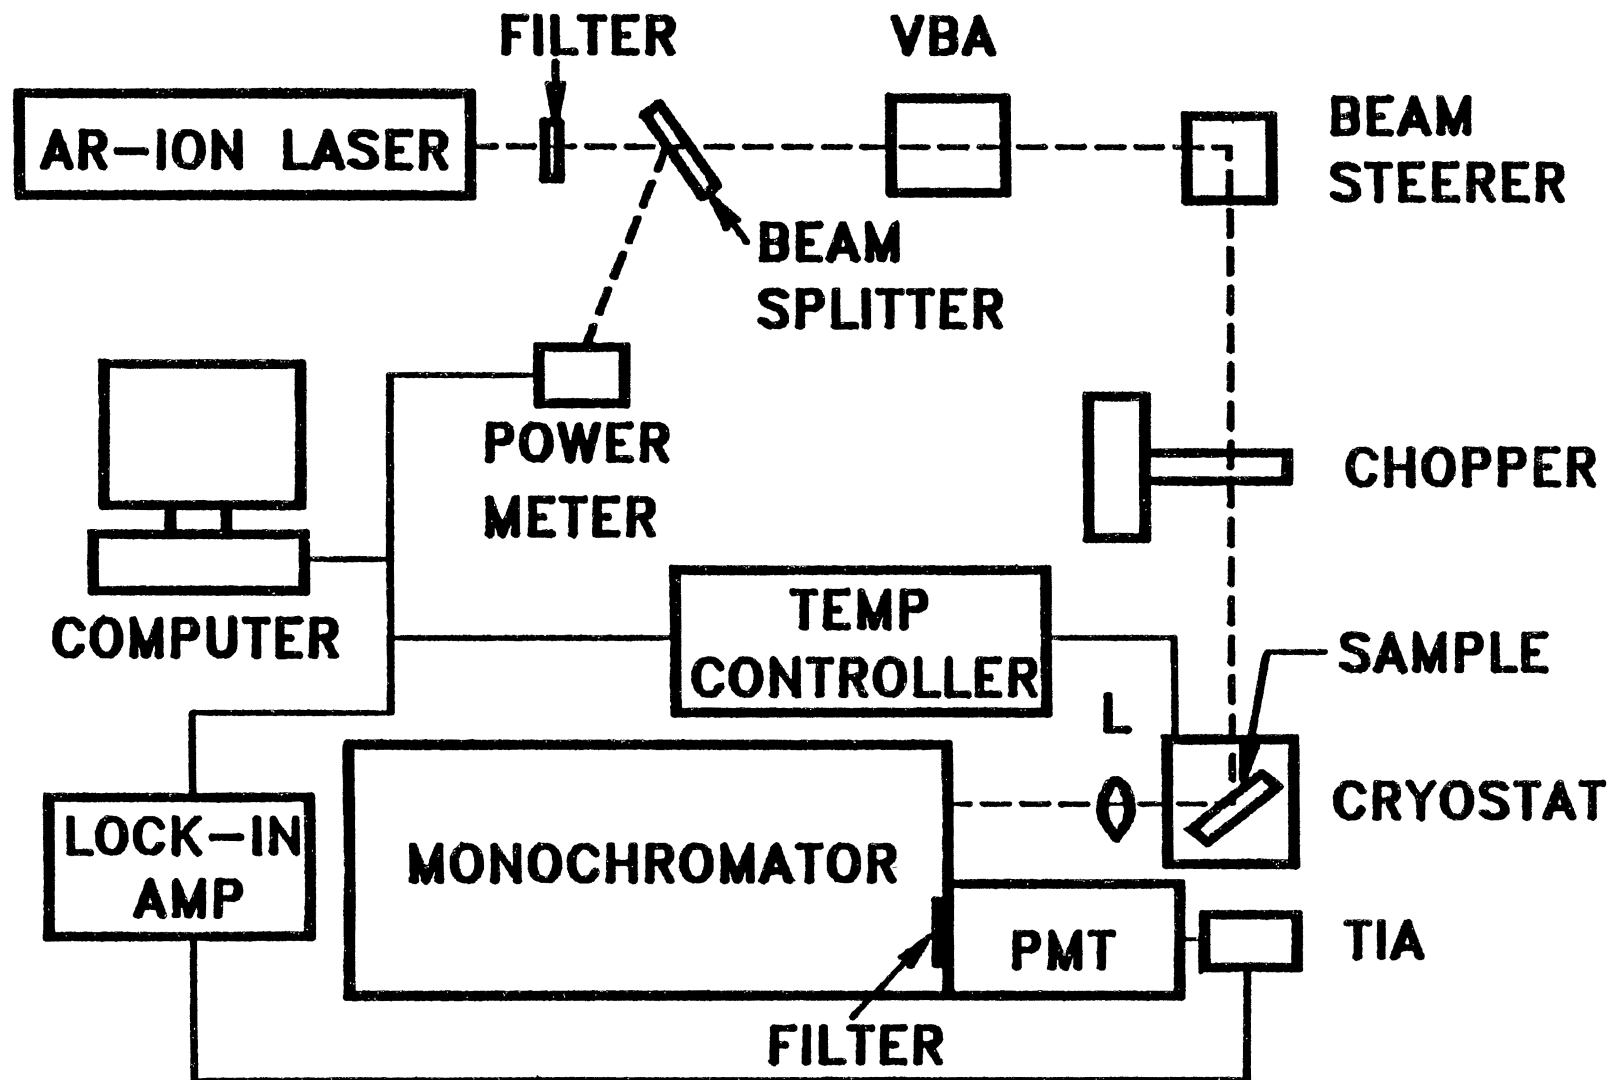 FILTER
VBA
AR-ION LASER
BEAM
STEERER
BEAM
SPLITTER
POWER
METER
CHOPPER
COMPUTER
TEMP
CONTROLLER
SAMPLE
L
CRYOSTAT
LOCK-IN
AMP
MONOCHROMATOR
PMT
TIA
FILTER